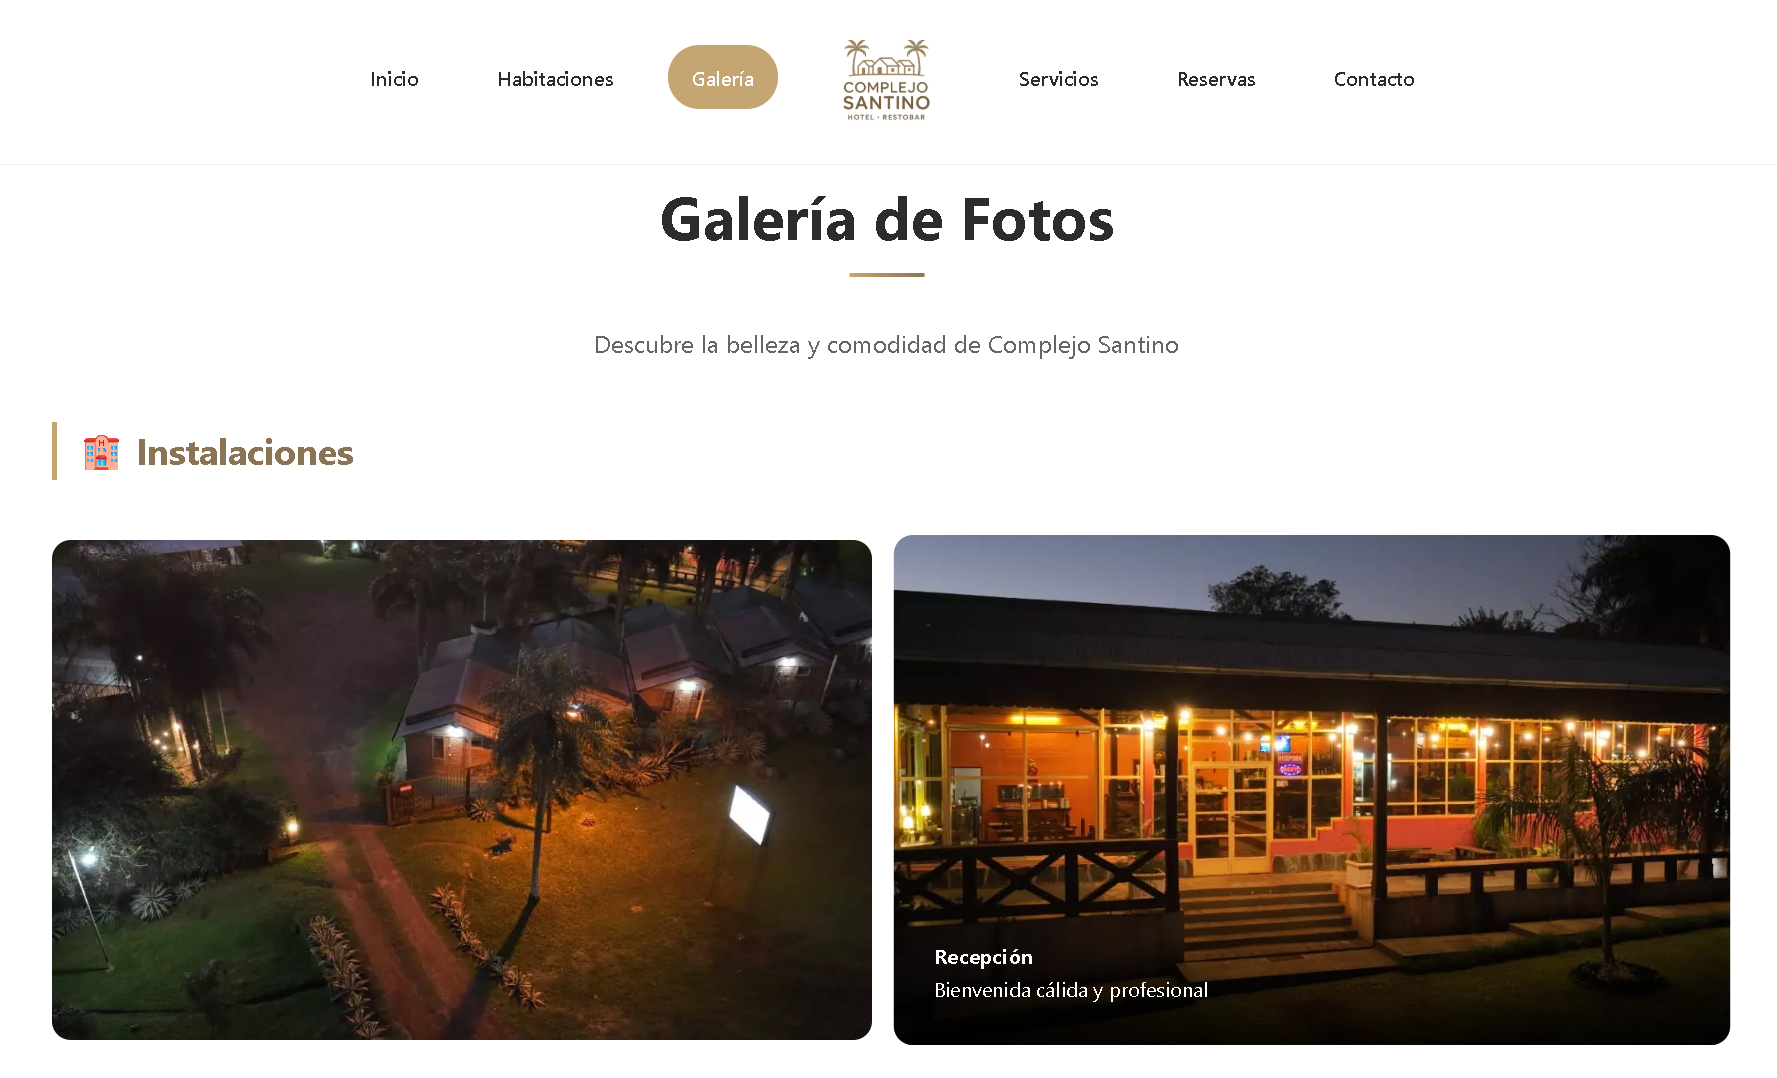 Inicio
Habitaciones
Galería
COMPLEJO
SANTINO
HOTEL • RESTOBAR
Servicios
Reservas
Contacto
Galería de Fotos
Descubre la belleza y comodidad de Complejo Santino
Instalaciones
RECEPCION
Recepción
Bienvenida cálida y profesional